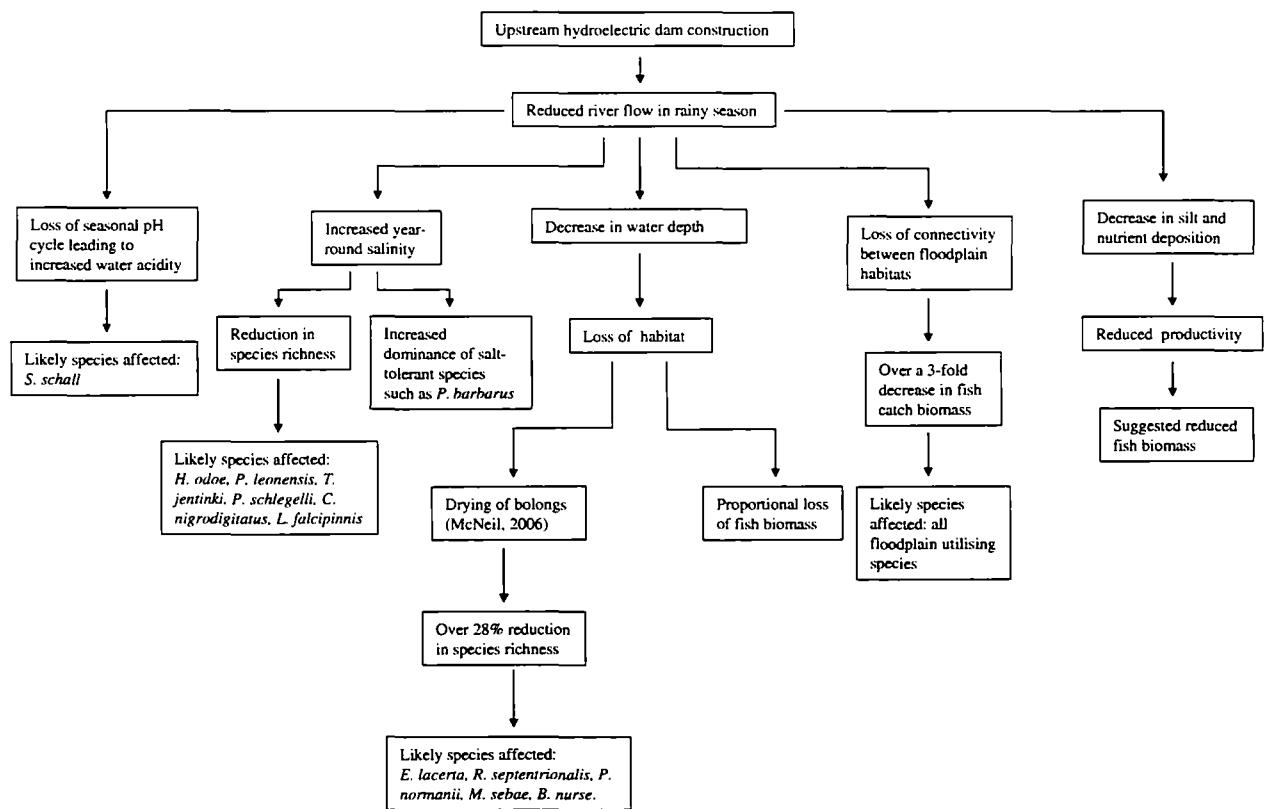 Upstream hydroelectric dam construction
Reduced river flow in rainy season
Loss of seasonal pH
cycle leading to
increased water acidity
Increased year-
round salinity
Decrease in water depth
Loss of connectivity
between floodplain
habitats
Decrease in silt and
nutrient deposition
Likely species affected:
S. schall
Reduction in
species richness
Increased
dominance of salt-
tolerant species
such as P. barbarus
Loss of habitat
Over a 3-fold
decrease in fish
catch biomass
Reduced productivity
Suggested reduced
fish biomass
Likely species affected:
H. odoe, P. leonensis, T.
jentinki, P. schlegelli, C.
nigrodigitatus, L. falcipinnis
Drying of bolongs
(McNeil, 2006)
Proportional loss
of fish biomass
Likely species
affected: all
floodplain utilising
species
Over 28% reduction
in species richness
Likely species affected:
E. lacerta, R. septentrionalis, P.
normanii, M. sebae, B. nurse.